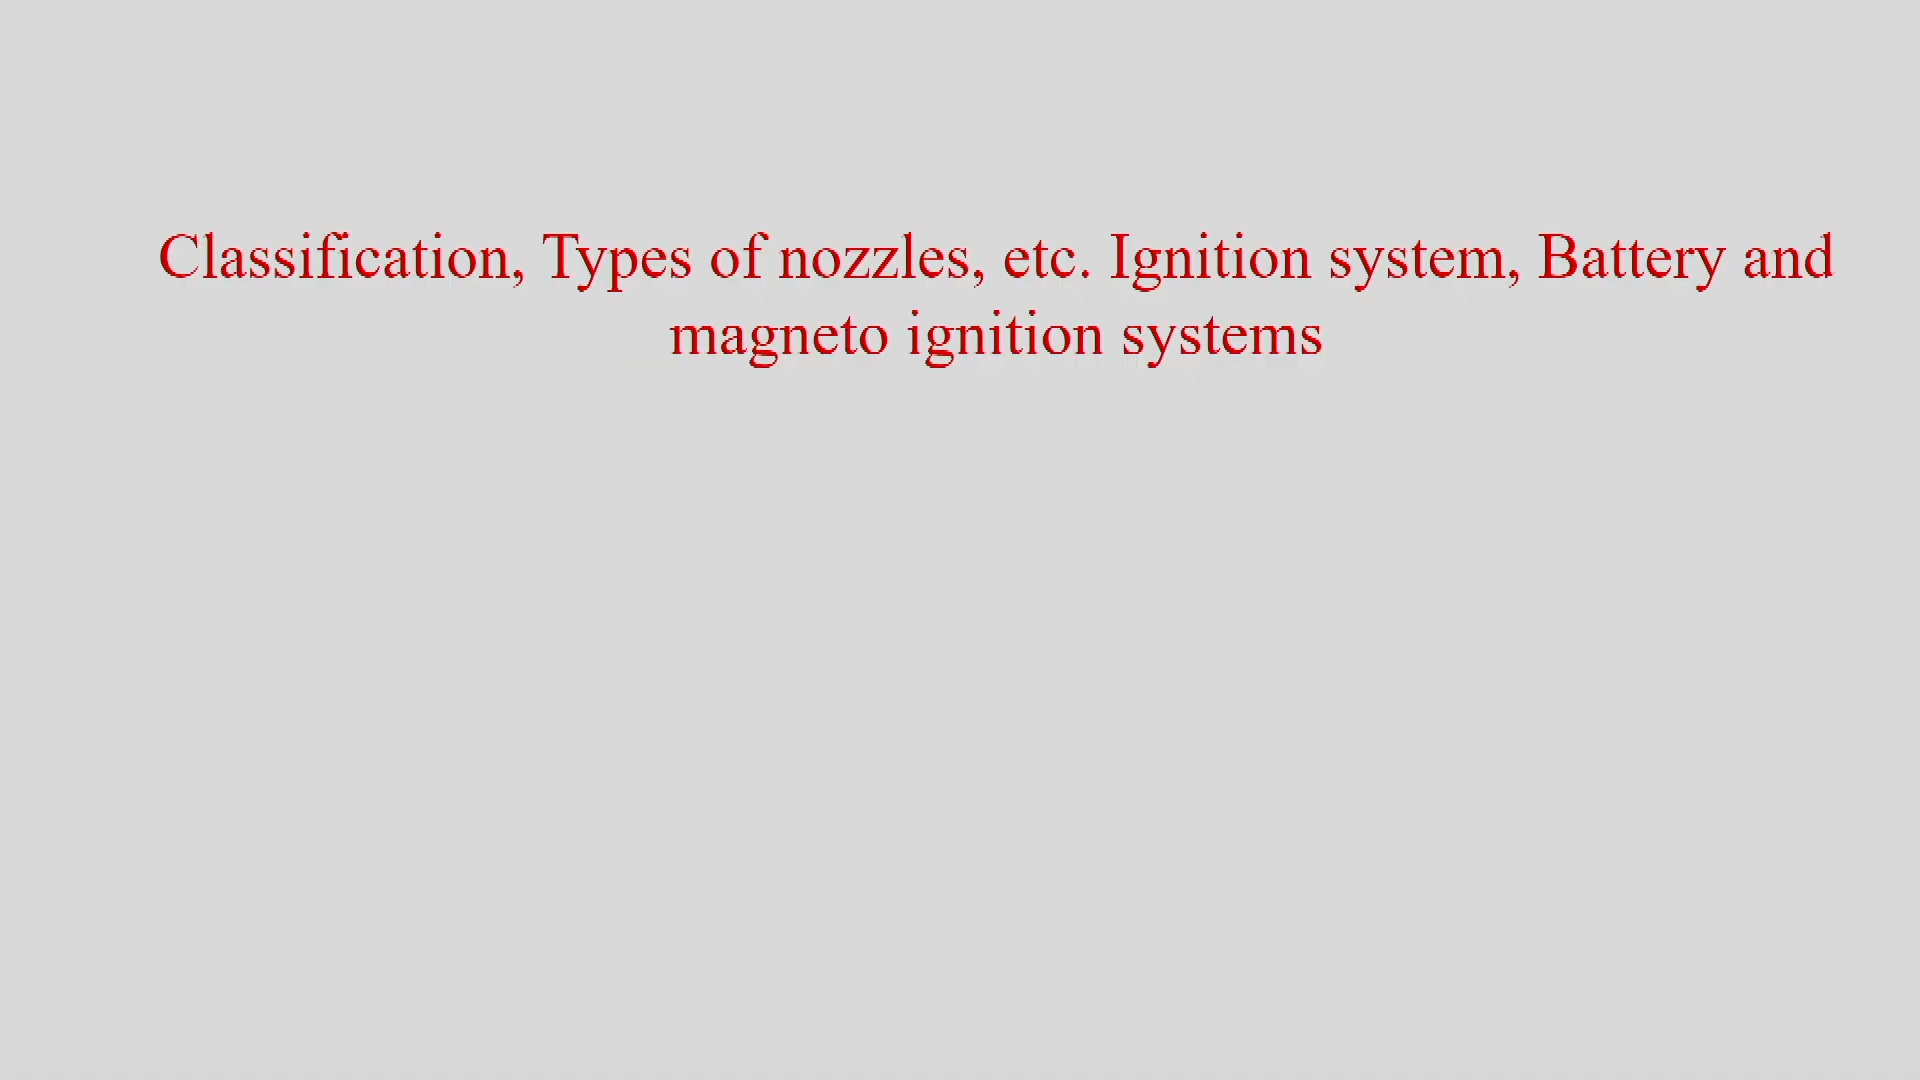 Classification, Types of nozzles, etc. Ignition system, Battery and
magneto ignition systems